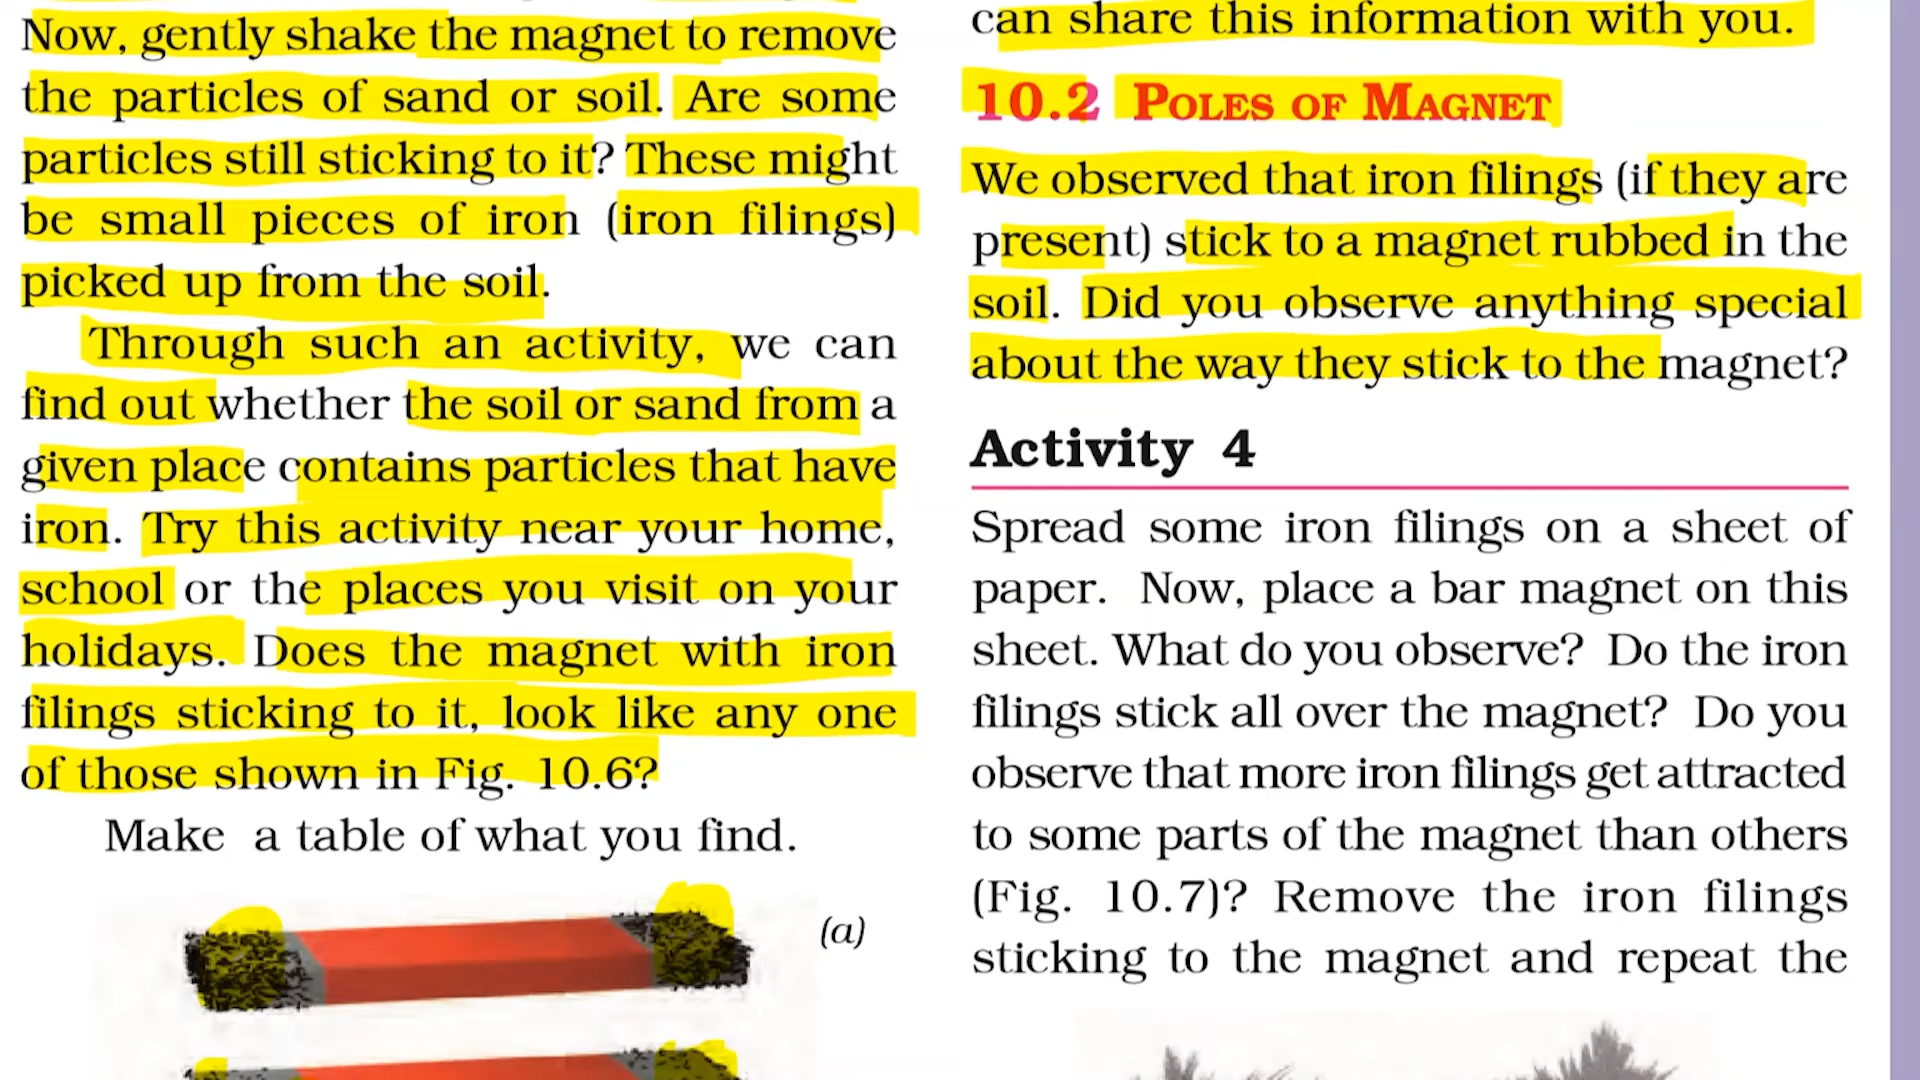 Now, gently shake the magnet to remove
the particles of sand or soil. Are some
particles still sticking to it? These might
be small pieces of iron (iron filings)
picked up from the soil.
Through such an activity, we can
find out whether the soil or sand from a
given place contains particles that have
iron. Try this activity near your home,
school or the places you visit on your
holidays. Does the magnet with iron
filings sticking to it, look like any one
of those shown in Fig. 10.6?
Make a table of what you find.
(a)
can share this information with you.
10.2 POLES OF MAGNET
We observed that iron filings (if they are
present) stick to a magnet rubbed in the
soil. Did you observe anything special
about the way they stick to the magnet?
Activity 4
Spread some iron filings on a sheet of
paper. Now, place a bar magnet on this
sheet. What do you observe? Do the iron
filings stick all over the magnet? Do you
observe that more iron filings get attracted
to some parts of the magnet than others
(Fig. 10.7)? Remove the iron filings
sticking to the magnet and repeat the